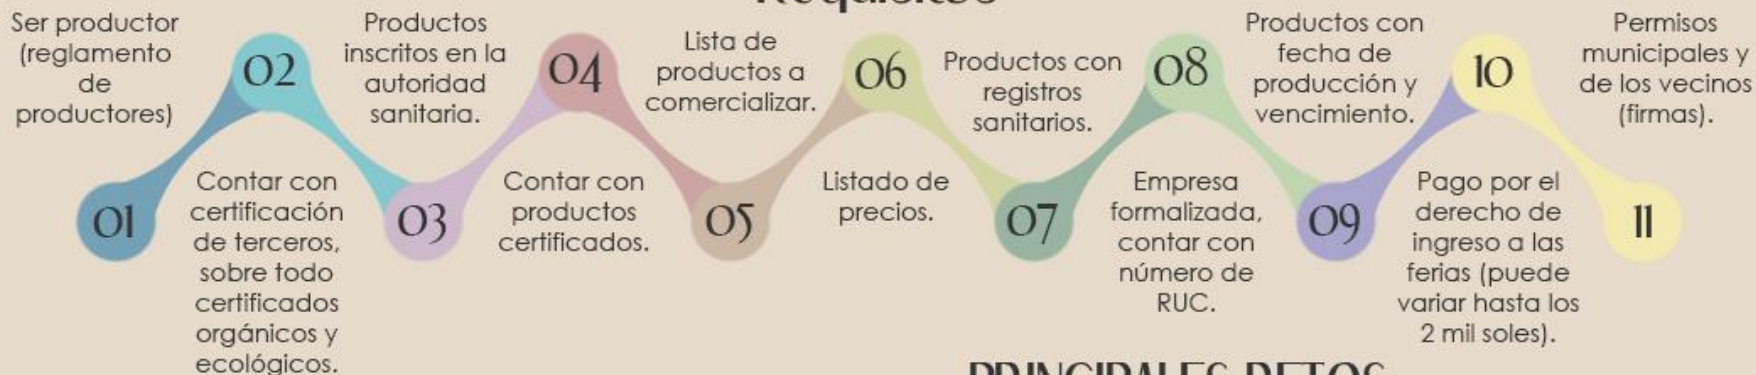 Requisitos
Ser productor
(reglamento
de
productores)
01
02
Contar con
certificación
de terceros,
sobre todo
certificados
orgánicos y
ecológicos.
Productos
inscritos en la
autoridad
sanitaria.
03
04
Contar con
productos
certificados.
Lista de
productos a
comercializar.
05
06
Listado de
precios.
Productos con
registros
sanitarios.
07
08
Empresa
formalizada,
contar con
número de
RUC.
Productos con
fecha de
producción y
vencimiento.
09
10
Pago por el
derecho de
ingreso a las
ferias (puede
variar hasta los
2 mil soles).
Permisos
municipales y
de los vecinos
(firmas).
11
PRINCIPALES RETOS